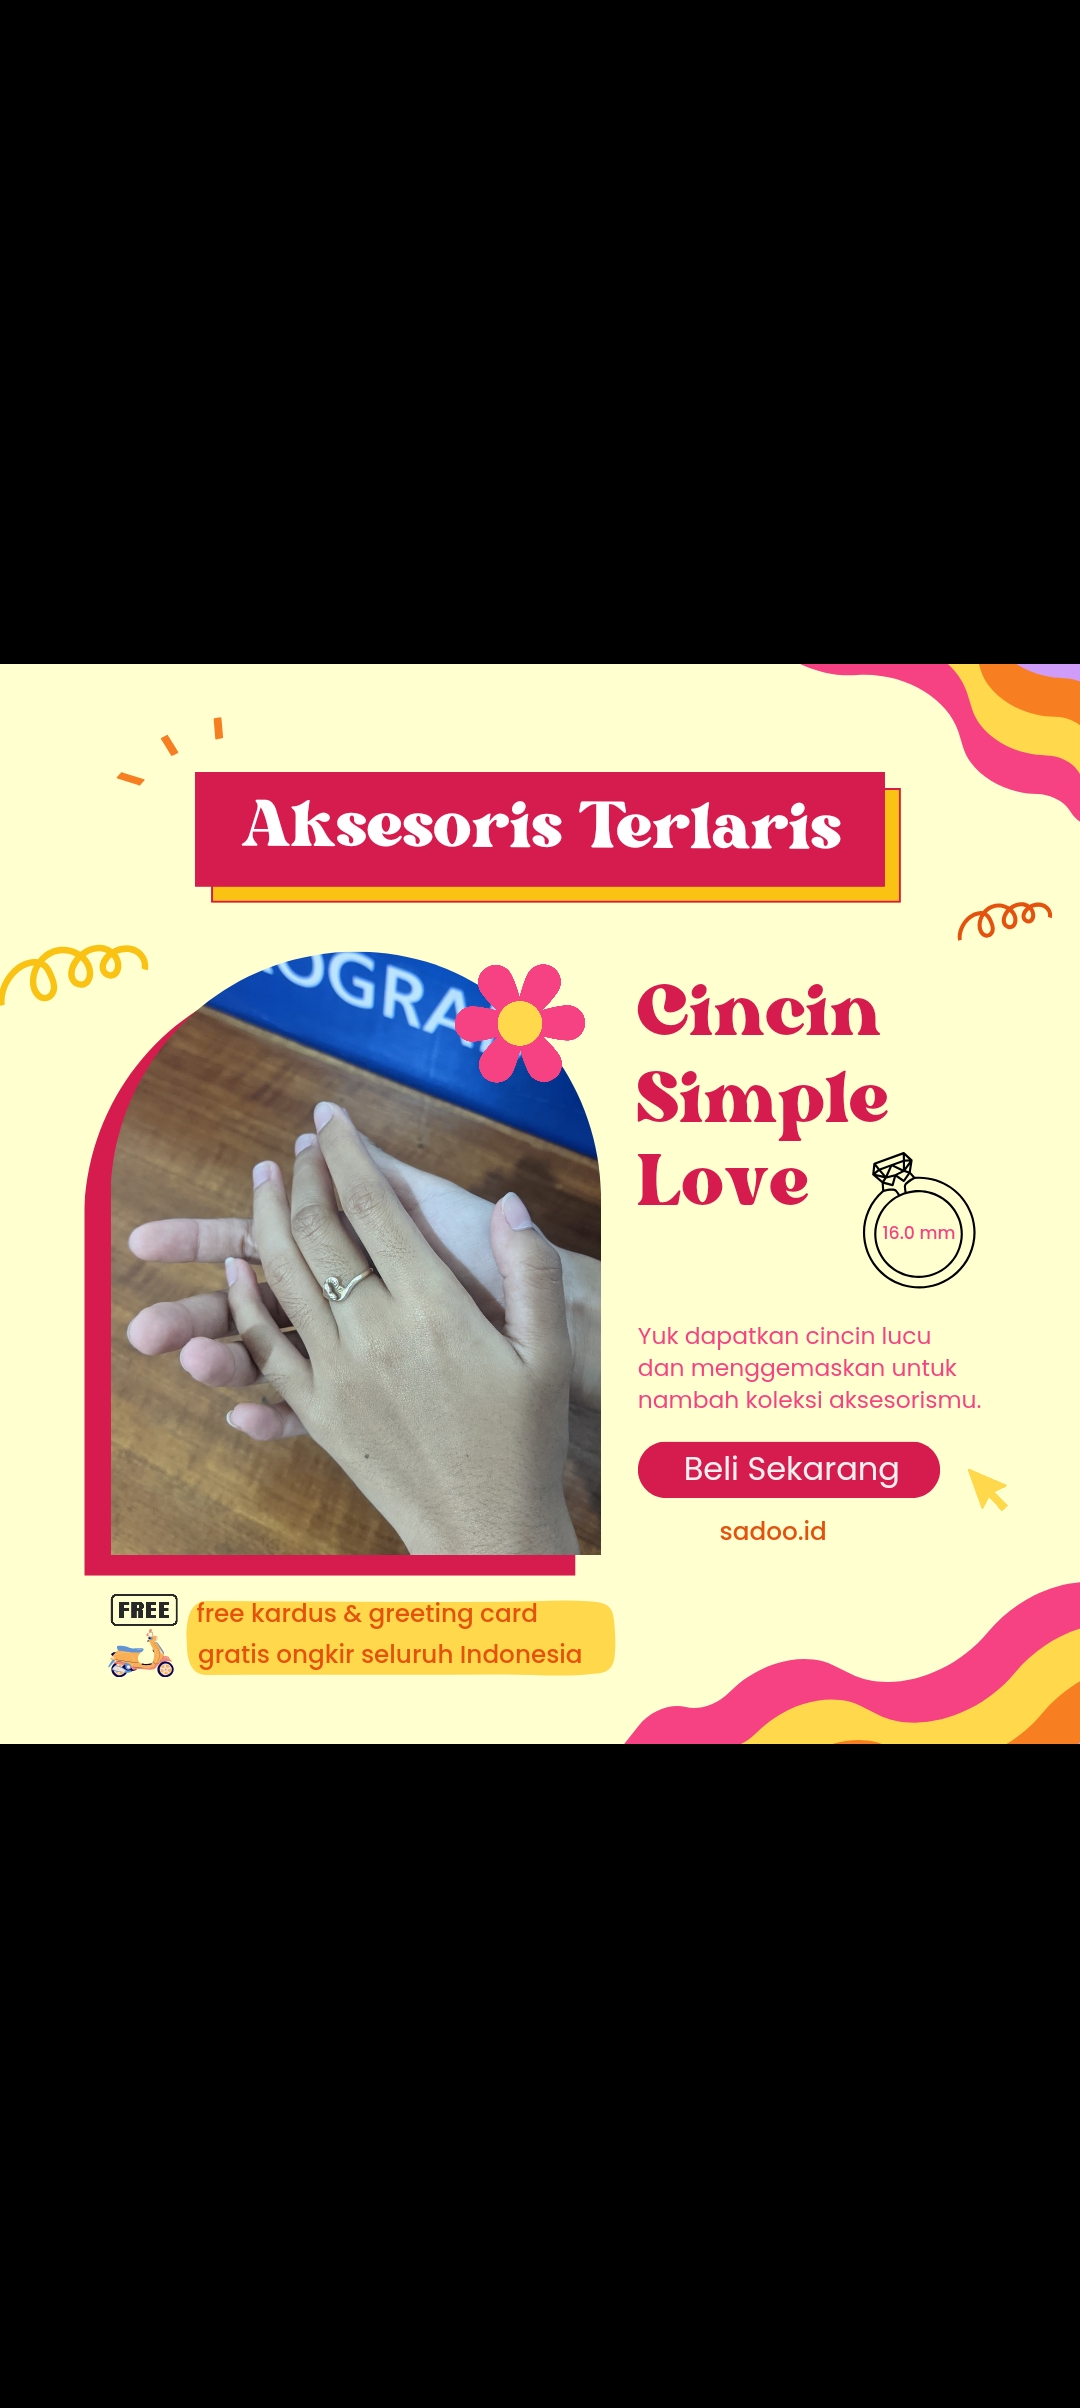 Aksesoris Terlaris
OGRA
Cincin
Simple
Love
16.0 mm
Yuk dapatkan cincin lucu
dan menggemaskan untuk
nambah koleksi aksesorismu.
Beli Sekarang
sadoo.id
FREE
free kardus & greeting card
gratis ongkir seluruh Indonesia